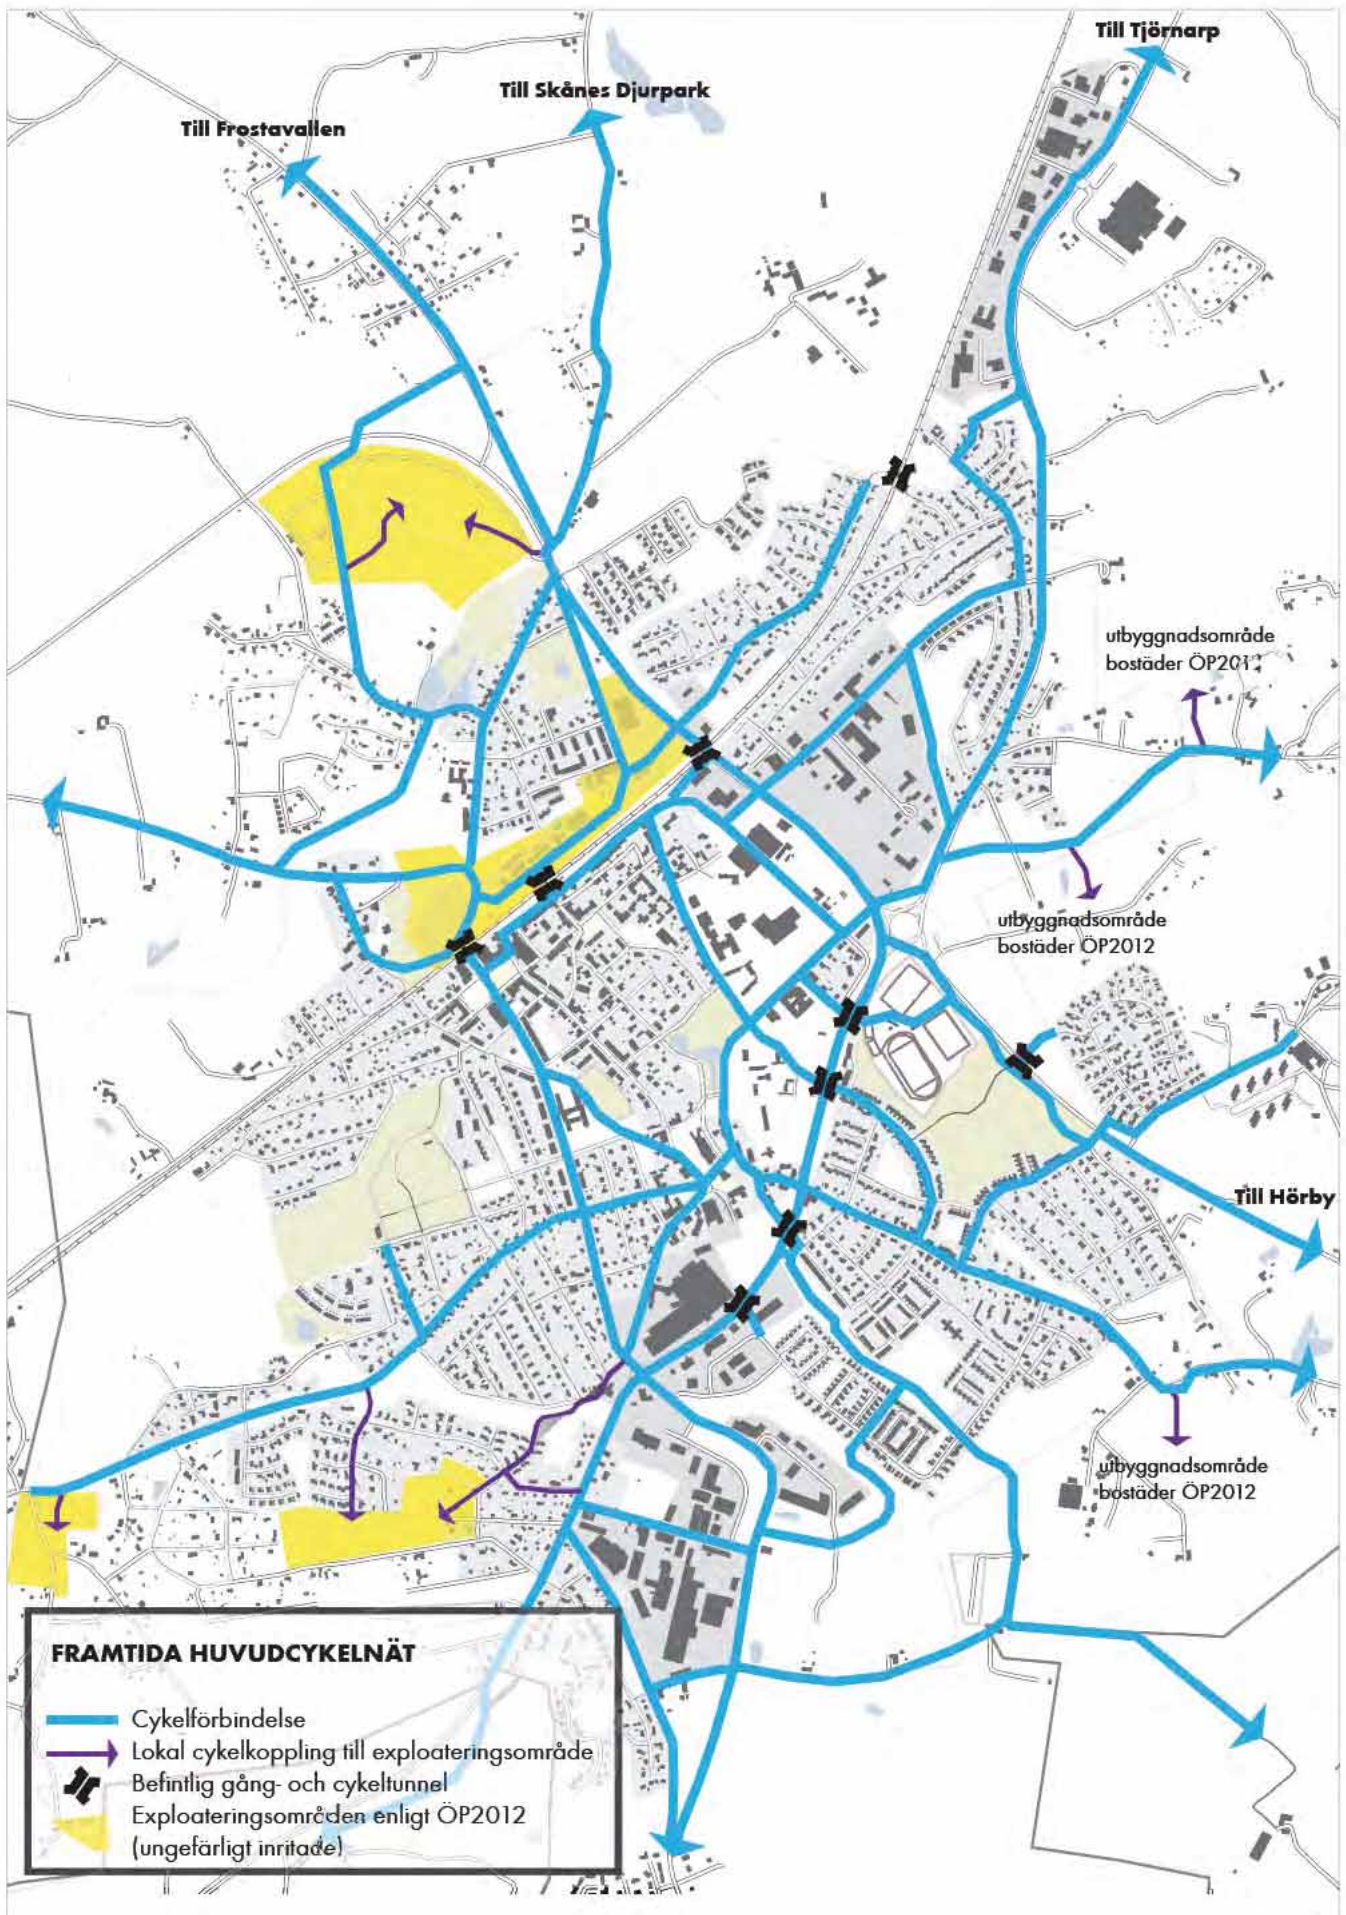 Till Tjörnarp
Till Skånes Djurpark
Till Frostavallen
utbyggnadsområde
bostäder ÖP2012
utbyggnadsområde
bostäder ÖP2012
Till Hörby
utbyggnadsområde
bostäder ÖP2012
FRAMTIDA HUVUDCYKELNÄT
Cykelförbindelse
Lokal cykelkoppling till exploateringsområde
Befintlig gång- och cykeltunnel
Exploateringsområden enligt ÖP2012
(ungefärligt inritade)